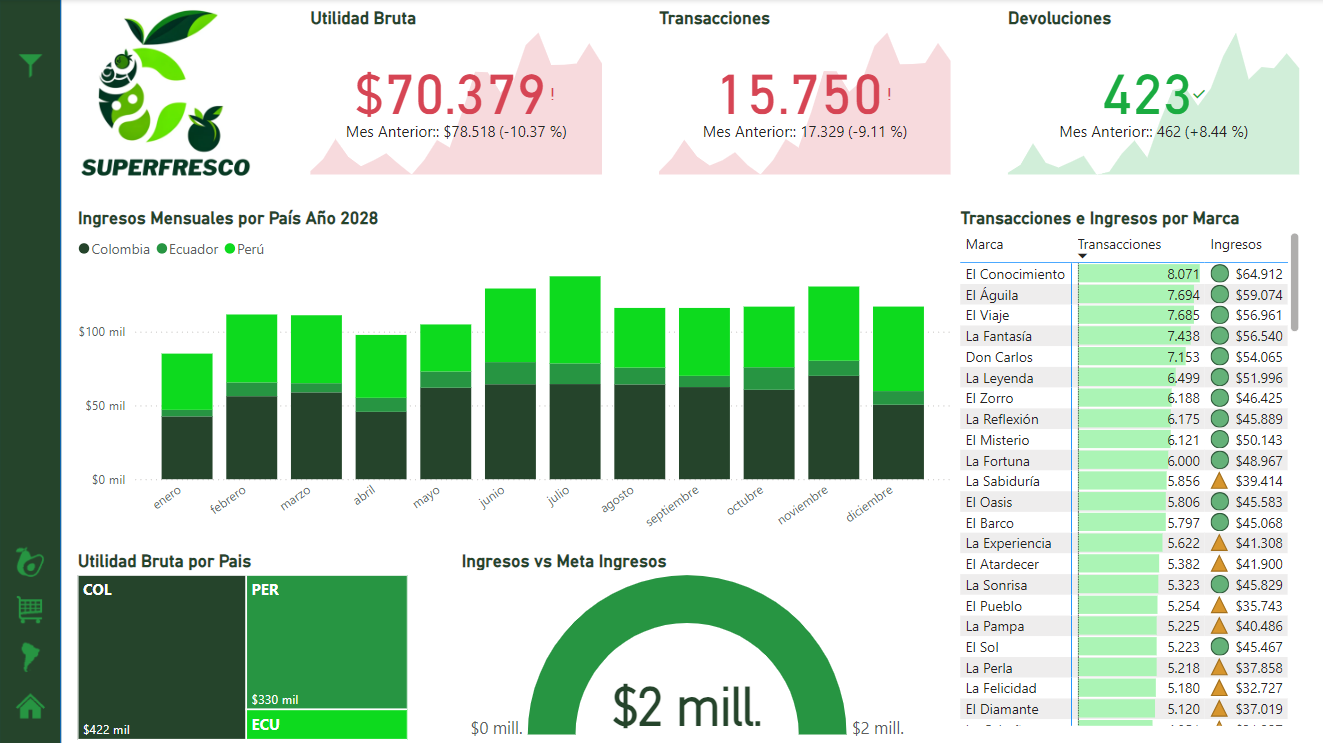 SUPERFRESCO
Utilidad Bruta
$70.379!
Mes Anterior:: $78.518 (-10.37 %)
Transacciones
15.750!
Mes Anterior:: 17.329 (-9.11 %)
Devoluciones
423
Mes Anterior:: 462 (+8.44 %)
Ingresos Mensuales por País Año 2028
Colombia Ecuador Perú
$100 mil
$50 mil
$0 mil
enero febrero marzo abril mayo junio julio agosto septiembre octubre noviembre diciembre
Transacciones e Ingresos por Marca
Marca Transacciones Ingresos
El Conocimiento 8.071 $64.912
El Águila 7.694 $59.074
El Viaje 7.685 $56.961
La Fantasía 7.438 $56.540
Don Carlos 7.153 $54.065
La Leyenda 6.499 $51.996
El Zorro 6.188 $46.425
La Reflexión 6.175 $45.889
El Misterio 6.121 $50.143
La Fortuna 6.000 $48.967
La Sabiduría 5.856 $39.414
El Oasis 5.806 $45.583
El Barco 5.797 $45.068
La Experiencia 5.622 $41.308
El Atardecer 5.382 $41.900
La Sonrisa 5.323 $45.829
El Pueblo 5.254 $35.743
La Pampa 5.225 $40.486
El Sol 5.223 $45.467
La Perla 5.218 $37.858
La Felicidad 5.180 $32.727
El Diamante 5.120 $37.019
Utilidad Bruta por Pais
COL
$422 mil
PER
$330 mil
ECU
Ingresos vs Meta Ingresos
$2 mill.
$0 mill.
$2 mill.